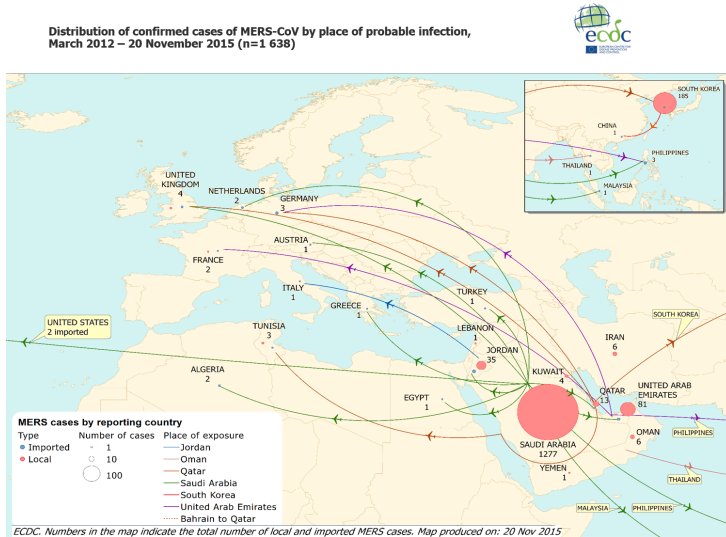 Distribution of confirmed cases of MERS-CoV by place of probable infection,
March 2012 – 20 November 2015 (n=1 638)
ecdc
EUROPEAN CENTRE FOR
DISEASE PREVENTION
AND CONTROL
SOUTH KOREA
185
CHINA
1
PHILIPPINES
3
THAILAND
1
MALAYSIA
1
UNITED
KINGDOM
4
NETHERLANDS
2
GERMANY
3
AUSTRIA
1
FRANCE
2
ITALY
1
GREECE
1
TURKEY
1
UNITED STATES
2 imported
TUNISIA
3
LEBANON
1
JORDAN
35
IRAN
6
SOUTH KOREA
ALGERIA
2
KUWAIT
4
QATAR
13
UNITED ARAB
EMIRATES
81
EGYPT
1
PHILIPPINES
OMAN
6
SAUDI ARABIA
1277
YEMEN
1
THAILAND
MALAYSIA
PHILIPPINES
MERS cases by reporting country
Type
Imported
Local
Number of cases
1
10
100
Place of exposure
Jordan
Oman
Qatar
Saudi Arabia
South Korea
United Arab Emirates
Bahrain to Qatar
ECDC. Numbers in the map indicate the total number of local and imported MERS cases. Map produced on: 20 Nov 2015